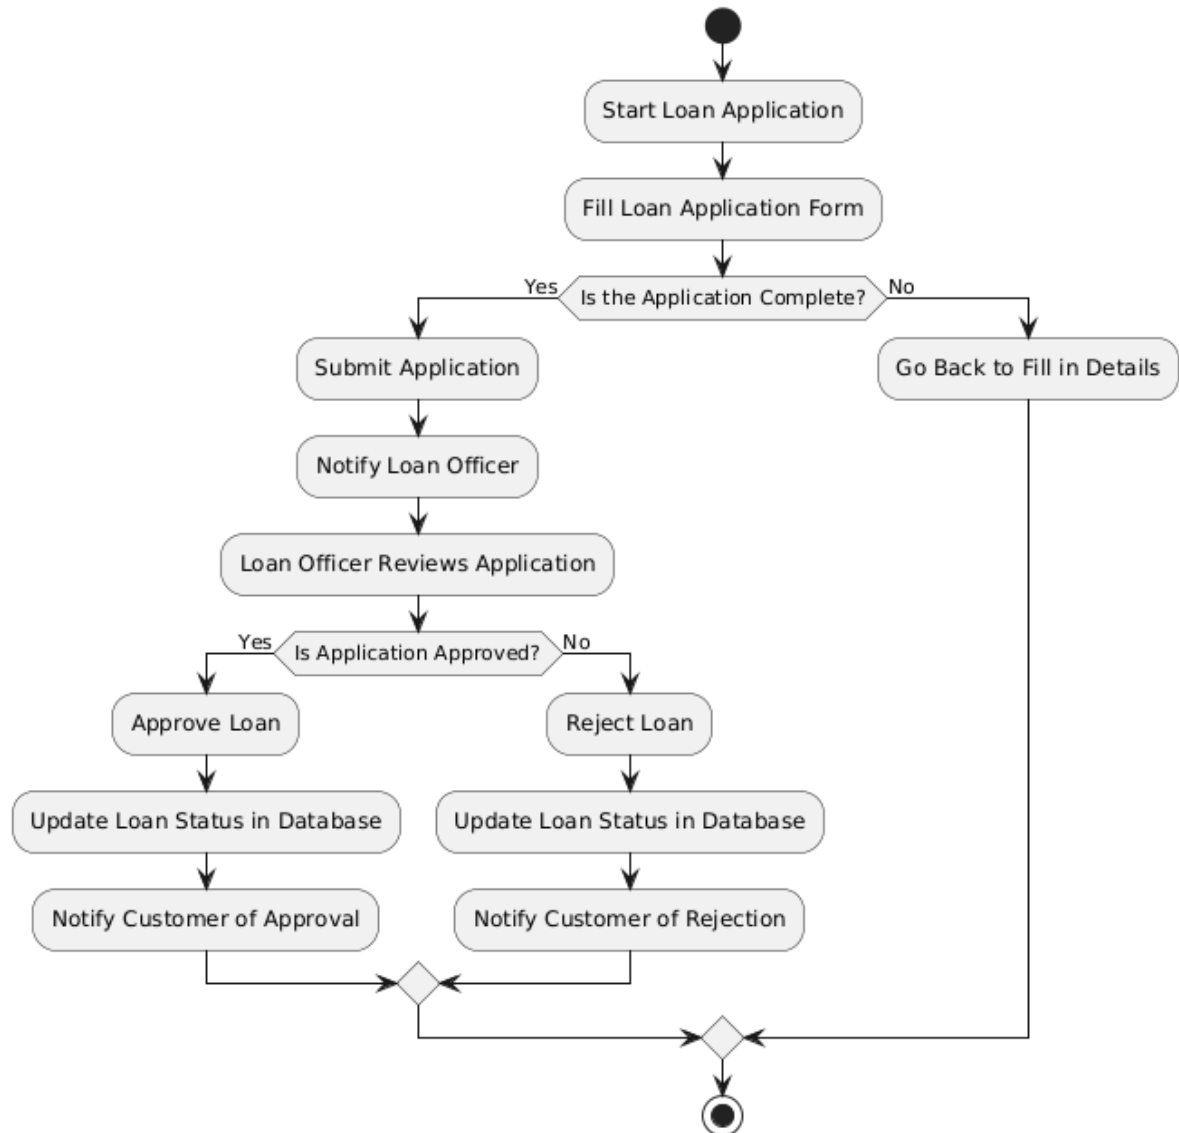 Start Loan Application
Fill Loan Application Form
Yes
Is the Application Complete?
No
Submit Application
Go Back to Fill in Details
Notify Loan Officer
Loan Officer Reviews Application
Yes
Is Application Approved?
No
Approve Loan
Reject Loan
Update Loan Status in Database
Update Loan Status in Database
Notify Customer of Approval
Notify Customer of Rejection